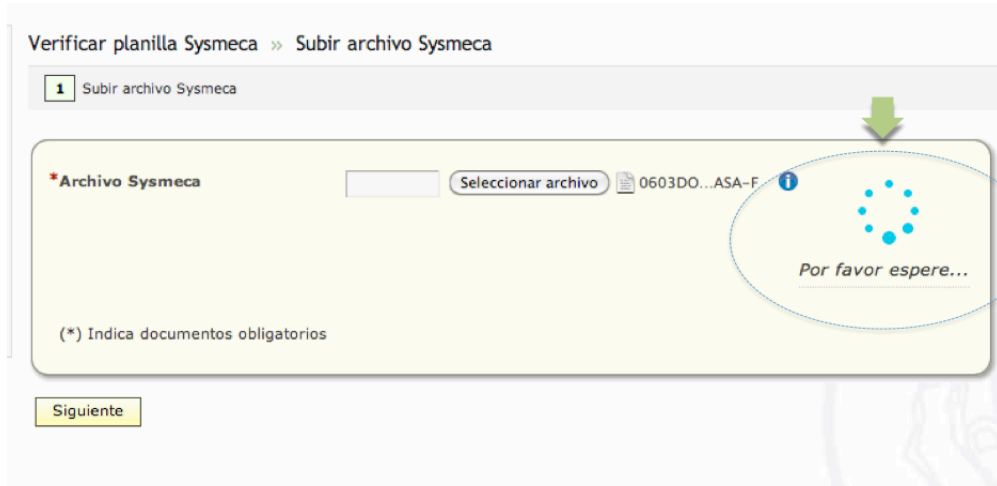 Verificar planilla Sysmeca » Subir archivo Sysmeca
1 Subir archivo Sysmeca
*Archivo Sysmeca Seleccionar archivo 0603DO...ASA-F i
Por favor espere...
(*) Indica documentos obligatorios
Siguiente